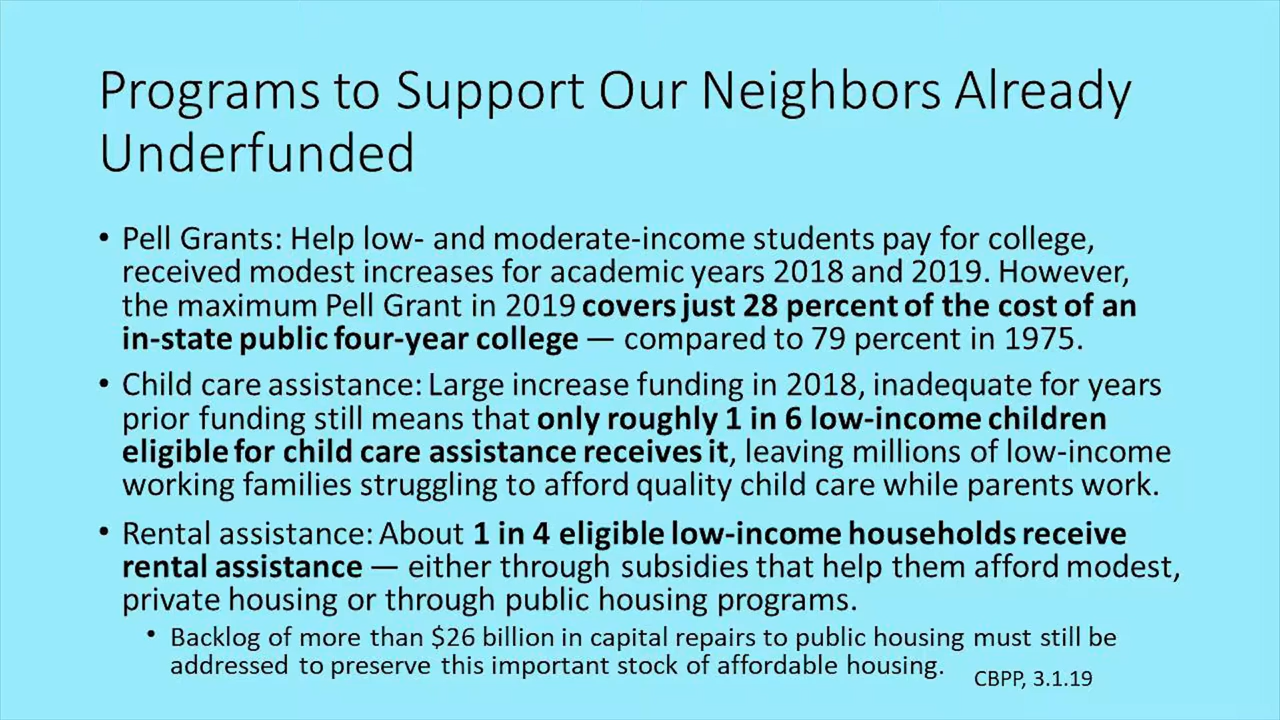 Programs to Support Our Neighbors Already
Underfunded
• Pell Grants: Help low- and moderate-income students pay for college,
received modest increases for academic years 2018 and 2019. However,
the maximum Pell Grant in 2019 covers just 28 percent of the cost of an
in-state public four-year college — compared to 79 percent in 1975.
• Child care assistance: Large increase funding in 2018, inadequate for years
prior funding still means that only roughly 1 in 6 low-income children
eligible for child care assistance receives it, leaving millions of low-income
working families struggling to afford quality child care while parents work.
• Rental assistance: About 1 in 4 eligible low-income households receive
rental assistance — either through subsidies that help them afford modest,
private housing or through public housing programs.
• Backlog of more than $26 billion in capital repairs to public housing must still be
addressed to preserve this important stock of affordable housing.
CBPP, 3.1.19